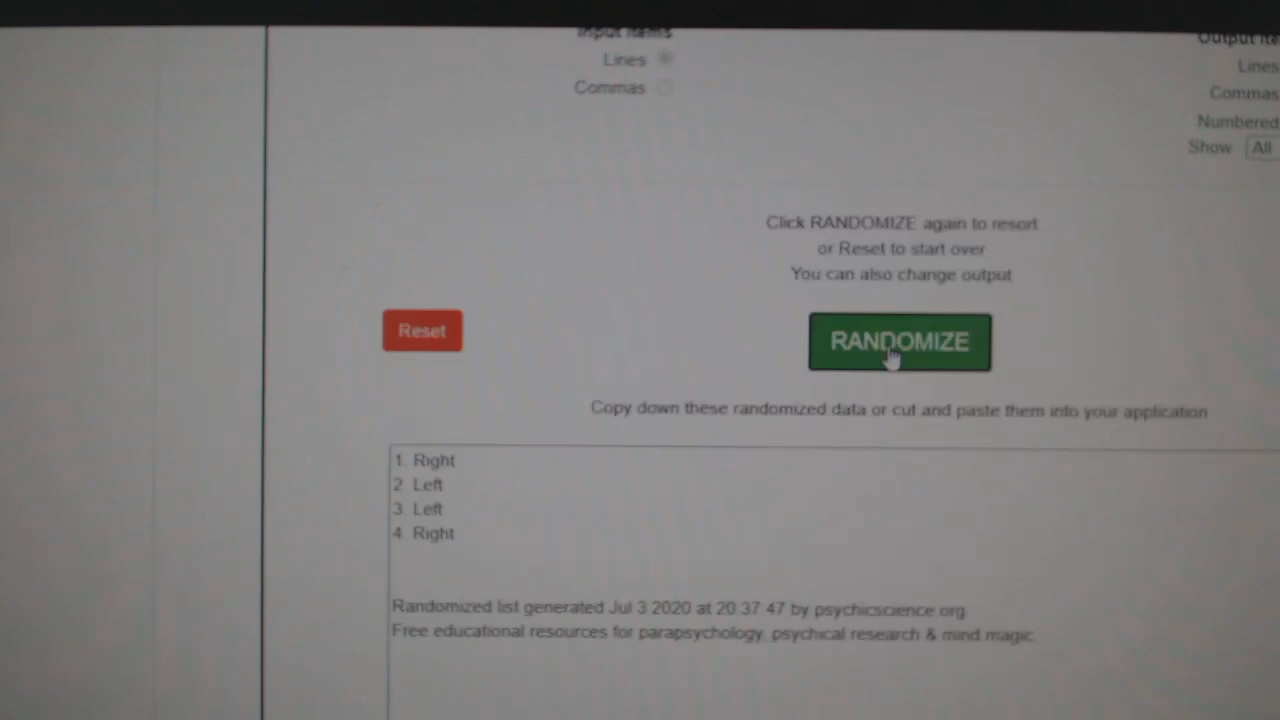 Input items
Lines
Commas
Lines
Commas
Numbered
Show All
Click RANDOMIZE again to resort
or Reset to start over
You can also change output
Reset
RANDOMIZE
Copy down these randomized data or cut and paste them into your application
1. Right
2. Left
3. Left
4. Right
Randomized list generated Jul 3 2020 at 20 37 47 by psychicscience.org
Free educational resources for parapsychology, psychical research & mind magic.